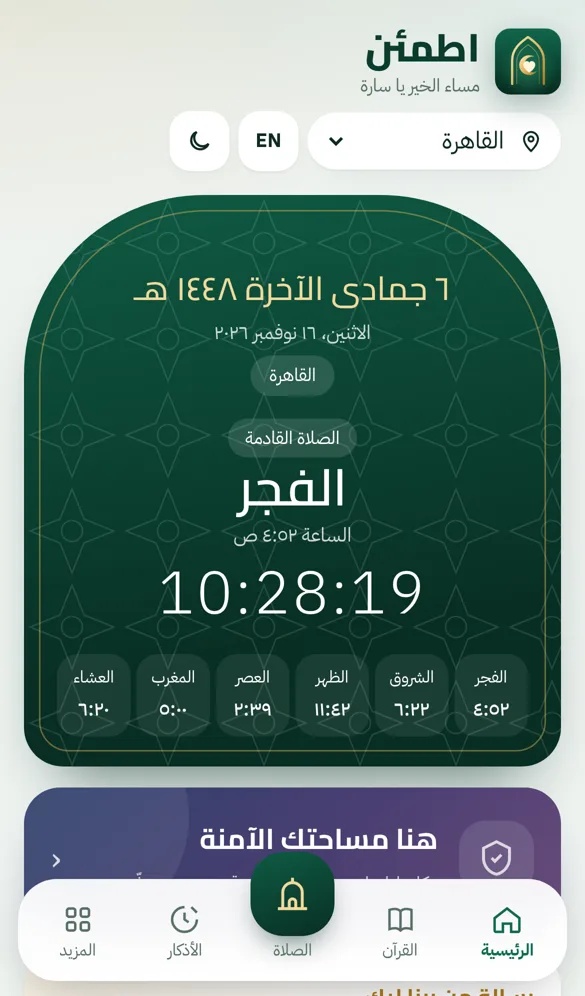 اطمئن
مساء الخير يا سارة
القاهرة
EN
٦ جمادى الآخرة ١٤٤٨ هـ
الاثنين، ١٦ نوفمبر ٢٠٢٦
القاهرة
الصلاة القادمة
الفجر
الساعة ٤:٥٢ ص
10:28:19
الفجر الشروق الظهر العصر المغرب العشاء
٤:٥٢ ٦:٢٢ ١١:٤٢ ٢:٣٩ ٥:٠٠ ٦:٢٠
هنا مساحتك الآمنة
الرئيسية القرآن الصلاة الأذكار المزيد